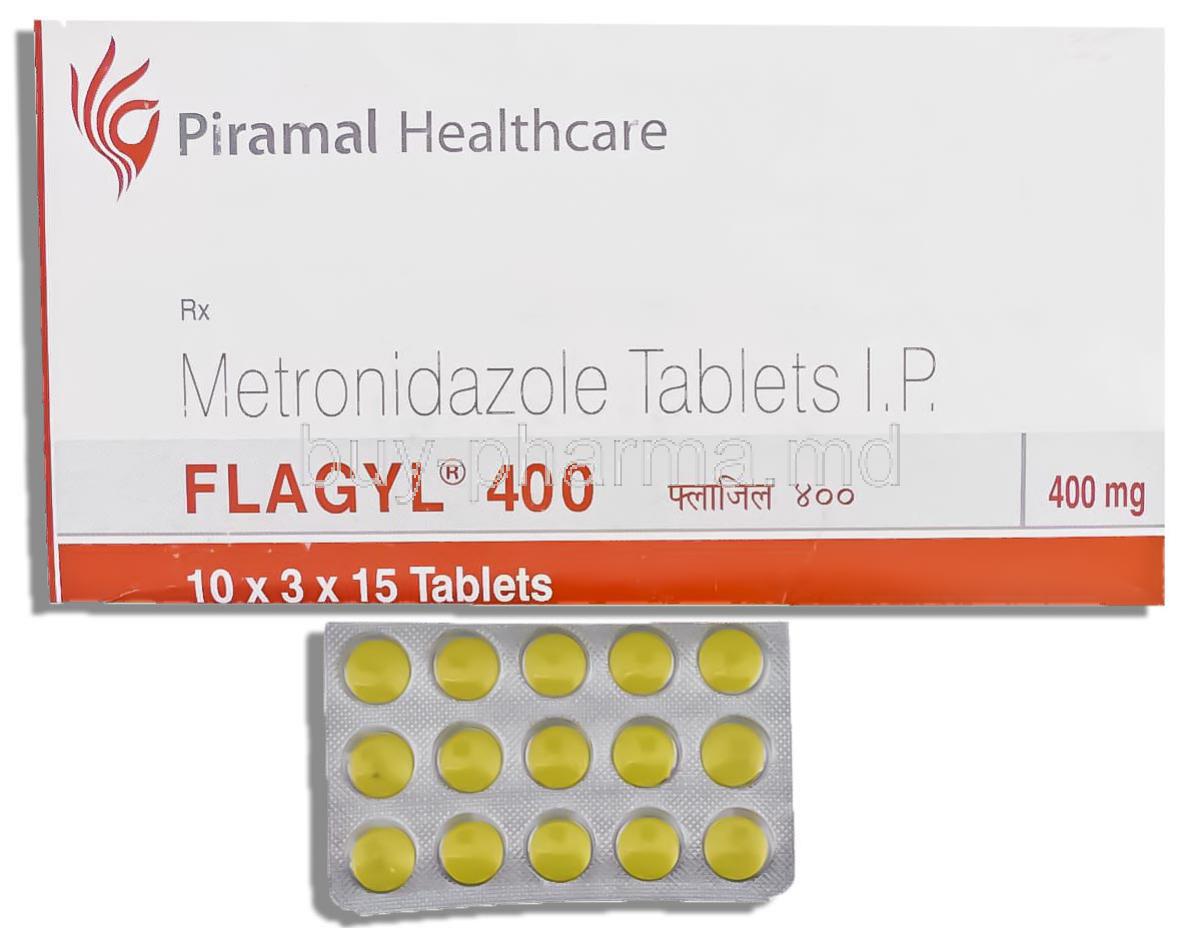 Piramal Healthcare
Rx
Metronidazole Tablets I.P.
buy-pharma.md
FLAGYL® 400 फ्लाजिल ४०० 400 mg
10 x 3 x 15 Tablets